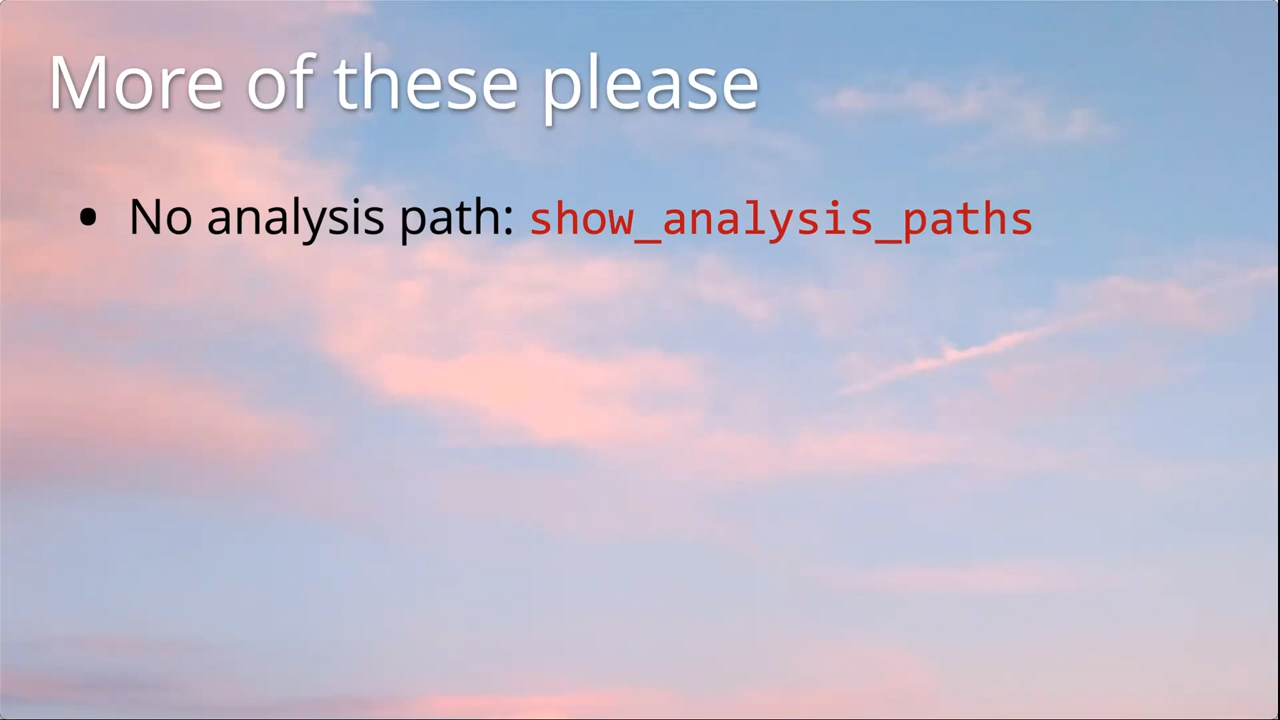 More of these please
• No analysis path: show_analysis_paths